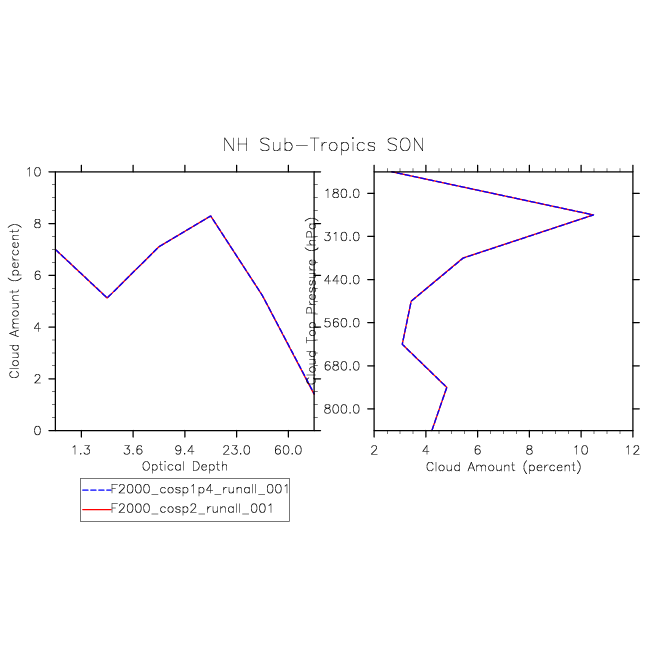 NH Sub-Tropics SON
Cloud Amount (percent)
10
8
6
4
2
0
1.3 3.6 9.4 23.0 60.0
Optical Depth
Cloud Top Pressure (hPa)
180.0
310.0
440.0
560.0
680.0
800.0
2 4 6 8 10 12
Cloud Amount (percent)
F2000_cosp1p4_runall_001
F2000_cosp2_runall_001